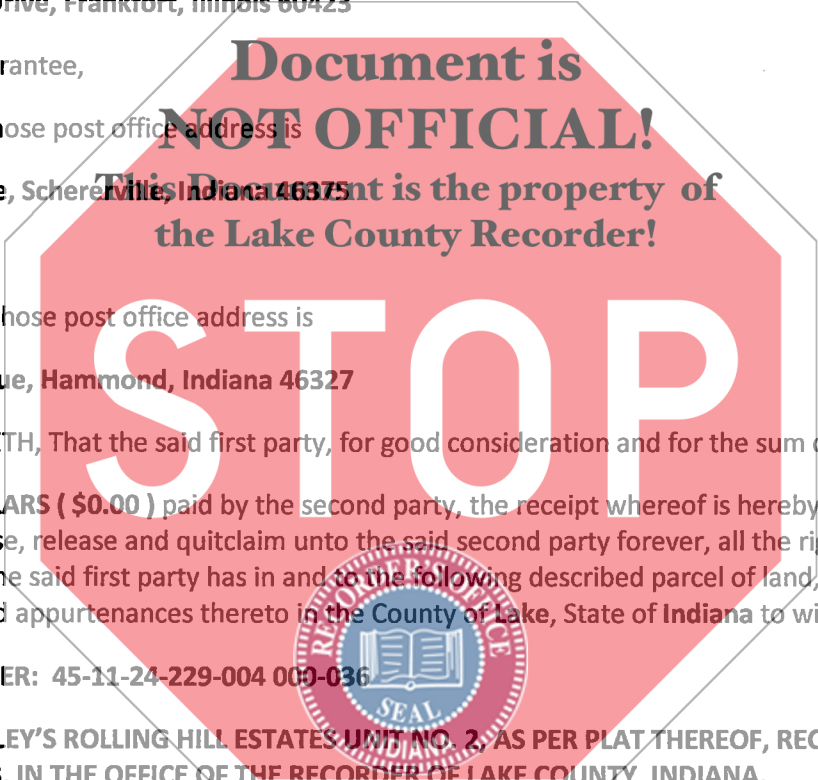 Drive, Frankfort, Illinois 60423
Document is
rantee,
NOT OFFICIAL!
ose post office address is
This Document is the property of
e, Schererville, Indiana 46375
the Lake County Recorder!
hose post office address is
STOP
ue, Hammond, Indiana 46327
TH, That the said first party, for good consideration and for the sum
LARS ( $0.00 ) paid by the second party, the receipt whereof is hereby
se, release and quitclaim unto the said second party forever, all the ri
he said first party has in and to the following described parcel of land,
d appurtenances thereto in the County of Lake, State of Indiana to wi
RECORDER'S OFFICE
SEAL
INDIANA
ER: 45-11-24-229-004 000-036
LEY'S ROLLING HILL ESTATES UNIT NO. 2, AS PER PLAT THEREOF, REC
IN THE OFFICE OF THE RECORDER OF LAKE COUNTY, INDIANA